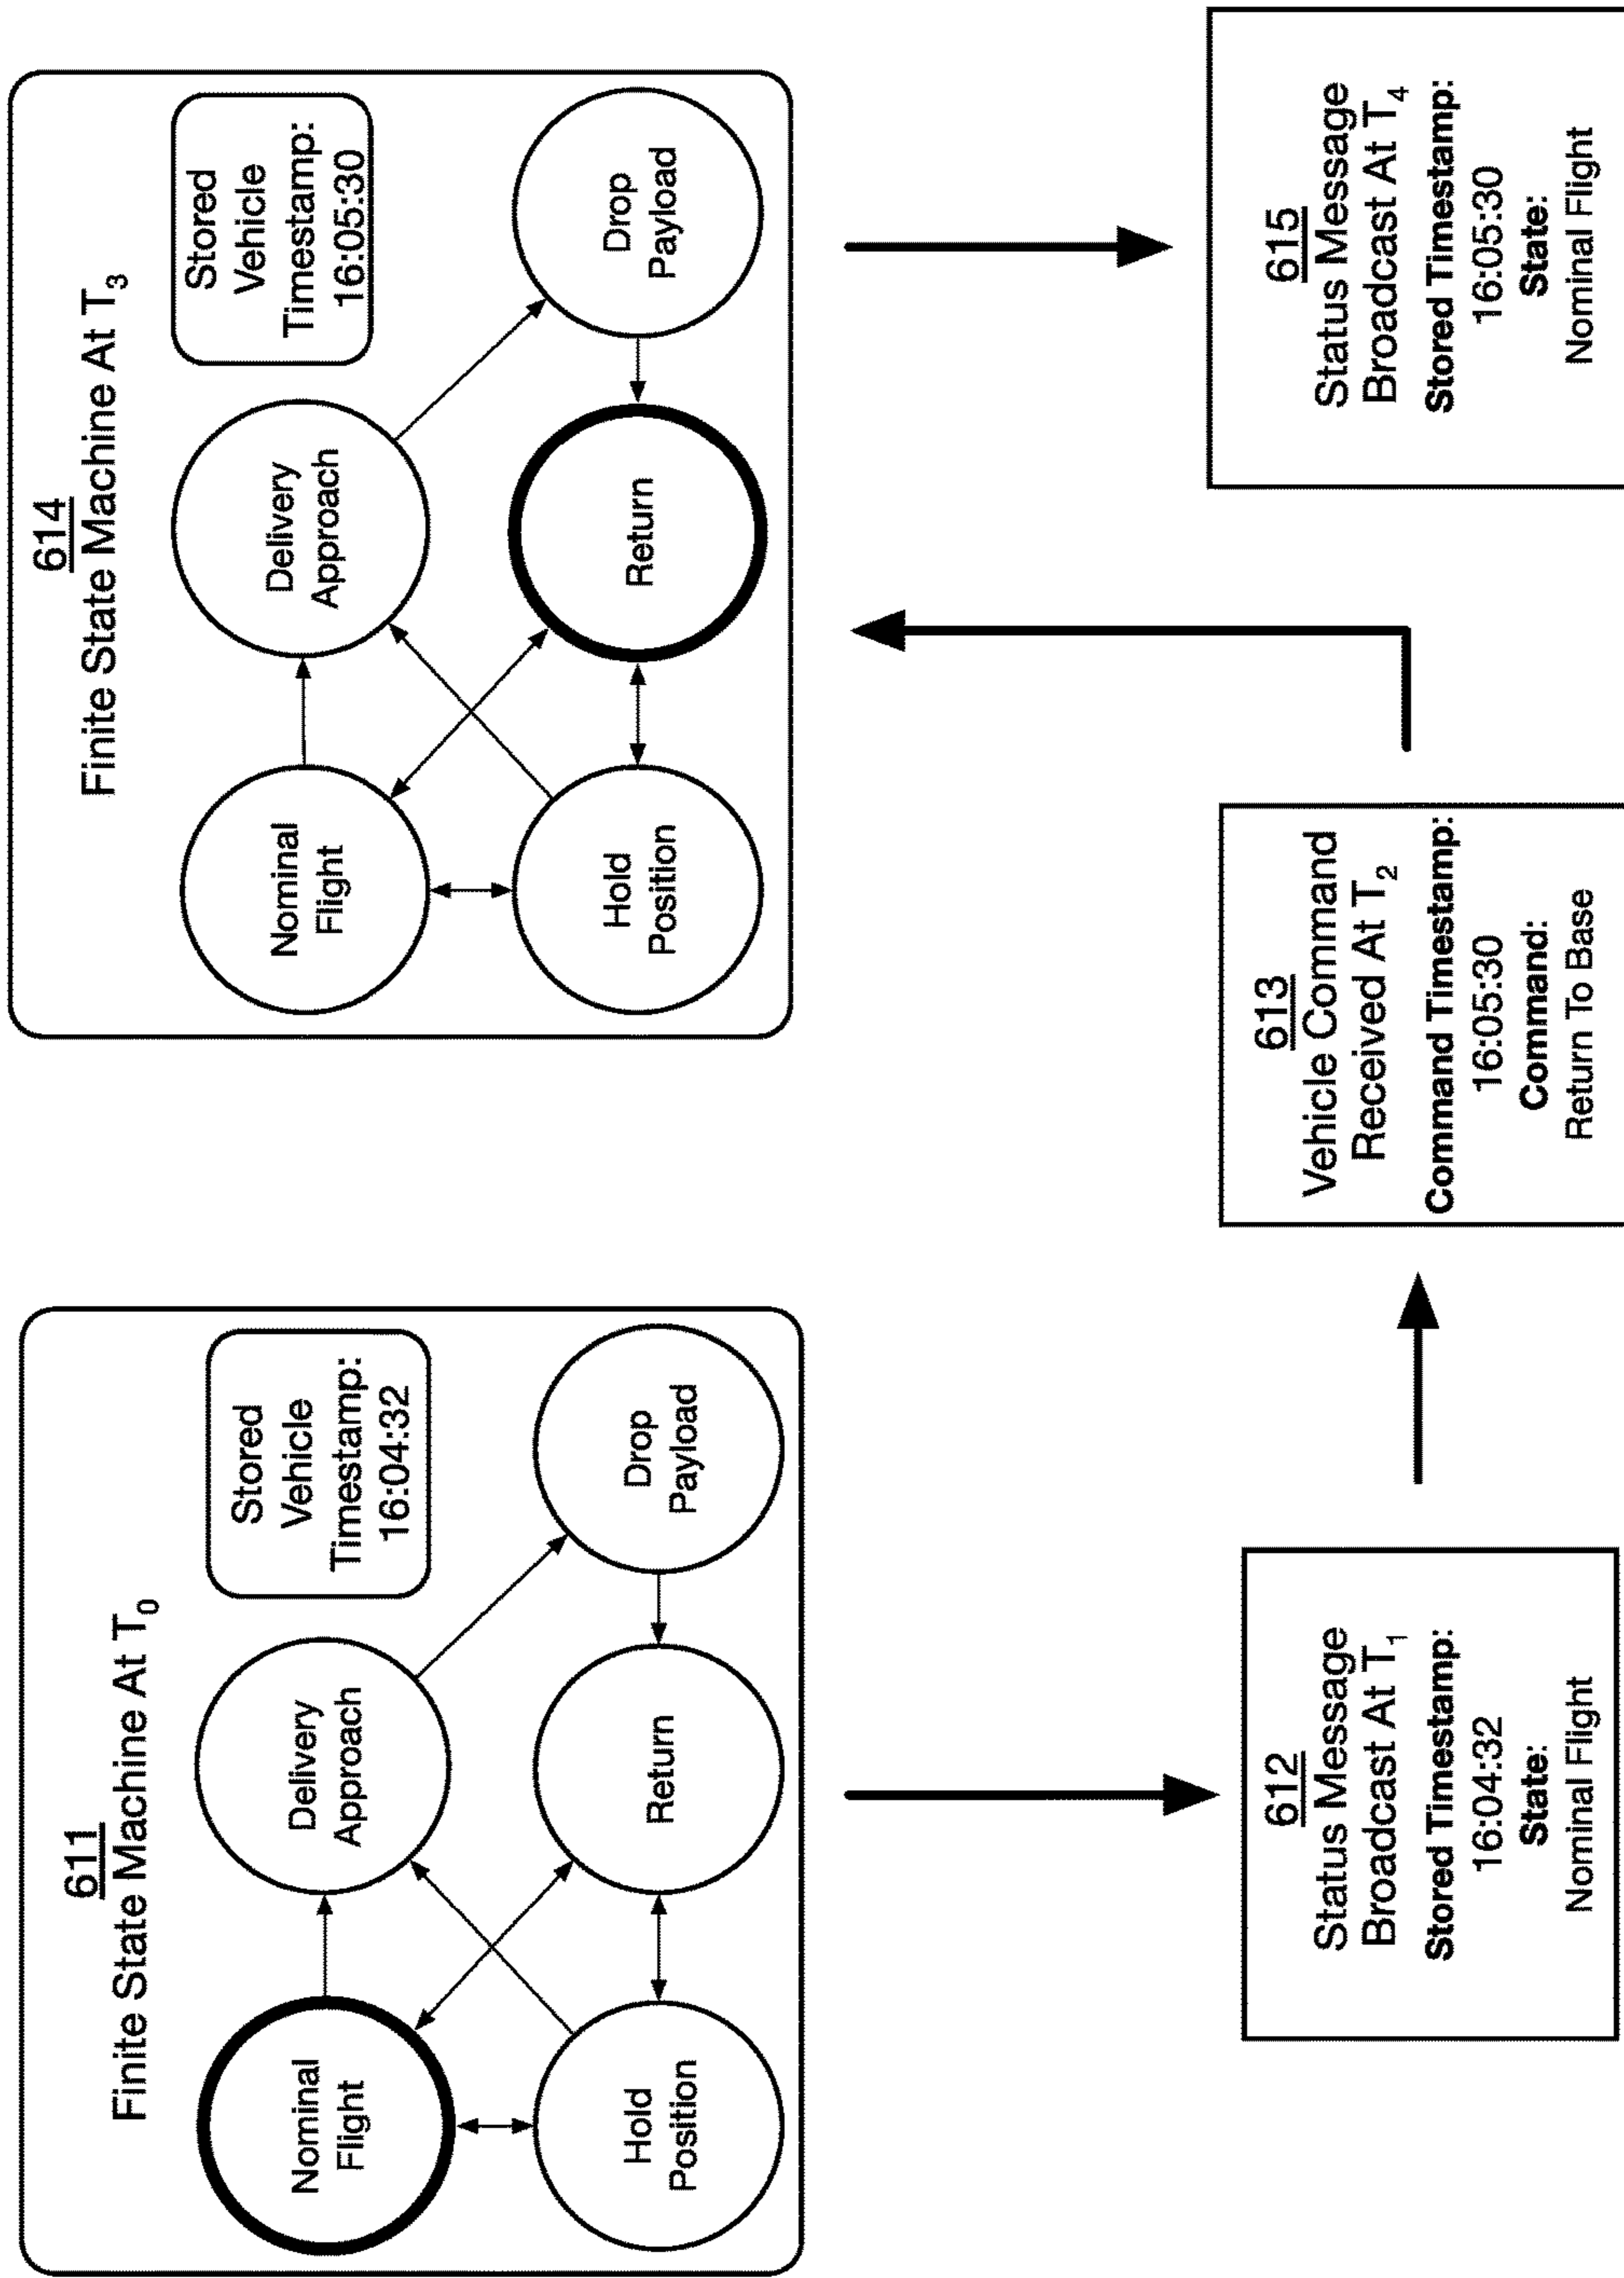 611
Finite State Machine At T0
Stored
Vehicle
Timestamp:
16:04:32
Nominal
Flight
Delivery
Approach
Hold
Position
Return
Drop
Payload
612
Status Message
Broadcast At T1
Stored Timestamp:
16:04:32
State:
Nominal Flight
613
Vehicle Command
Received At T2
Command Timestamp:
16:05:30
Command:
Return To Base
614
Finite State Machine At T3
Stored
Vehicle
Timestamp:
16:05:30
Nominal
Flight
Delivery
Approach
Hold
Position
Return
Drop
Payload
615
Status Message
Broadcast At T4
Stored Timestamp:
16:05:30
State:
Nominal Flight